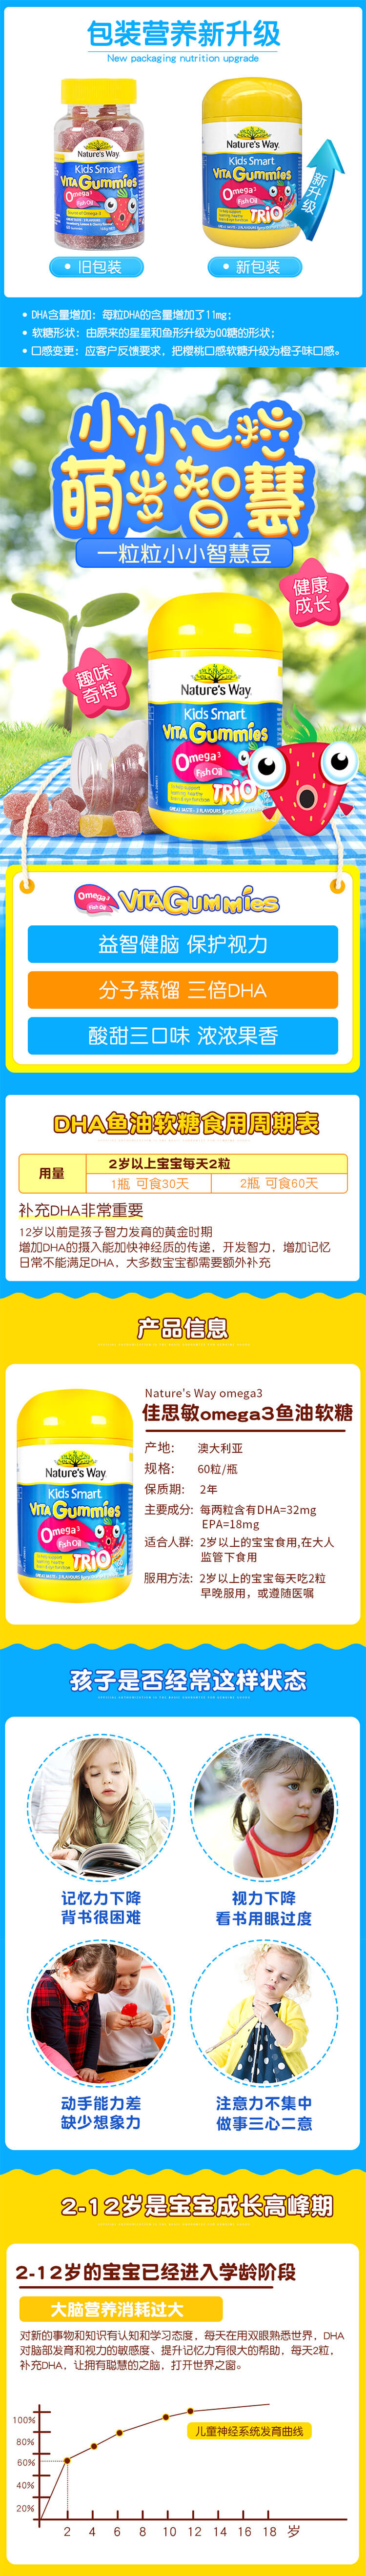 包装营养新升级
New packaging nutrition upgrade
Nature's Way
Kids Smart
VITA Gummies
Omega3
Fish Oil
Nature's Way
Kids Smart
VITA Gummies
Omega3
Fish Oil
TRIO
新升级
• 旧包装
• 新包装
• DHA含量增加：每粒DHA的含量增加了11mg；
• 软糖形状：由原来的星星和鱼形升级为QQ糖的形状；
• 口感变更：应客户反馈要求，把樱桃口感软糖升级为橙子味口感。
小小心粒
萌发智慧
一粒粒小小智慧豆
健康
成长
趣味
奇特
Nature's Way
Kids Smart
VITA Gummies
Omega3
Fish Oil
TRIO
Omega-3
Fish Oil
VITAGummies
益智健脑 保护视力
分子蒸馏 三倍DHA
酸甜三口味 浓浓果香
DHA鱼油软糖食用周期表
用量
2岁以上宝宝每天2粒
1瓶 可食30天
2瓶 可食60天
补充DHA非常重要
12岁以前是孩子智力发育的黄金时期
增加DHA的摄入能加快神经质的传递，开发智力，增加记忆
日常不能满足DHA，大多数宝宝都需要额外补充
产品信息
Nature's Way omega3
佳思敏omega3鱼油软糖
产地: 澳大利亚
规格: 60粒/瓶
保质期: 2年
主要成分: 每两粒含有DHA=32mg
EPA=18mg
适合人群: 2岁以上的宝宝食用,在大人
监管下食用
服用方法: 2岁以上的宝宝每天吃2粒
早晚服用，或遵随医嘱
Nature's Way
Kids Smart
VITA Gummies
Omega3
Fish Oil
TRIO
孩子是否经常这样状态
记忆力下降
背书很困难
视力下降
看书用眼过度
动手能力差
缺少想象力
注意力不集中
做事三心二意
2-12岁是宝宝成长高峰期
2-12岁的宝宝已经进入学龄阶段
大脑营养消耗过大
对新的事物和知识有认知和学习态度，每天在用双眼熟悉世界，DHA
对脑部发育和视力的敏感度、提升记忆力有很大的帮助，每天2粒，
补充DHA，让拥有聪慧的之脑，打开世界之窗。
儿童神经系统发育曲线
100%
80%
60%
40%
20%
2 4 6 8 10 12 14 16 18 岁